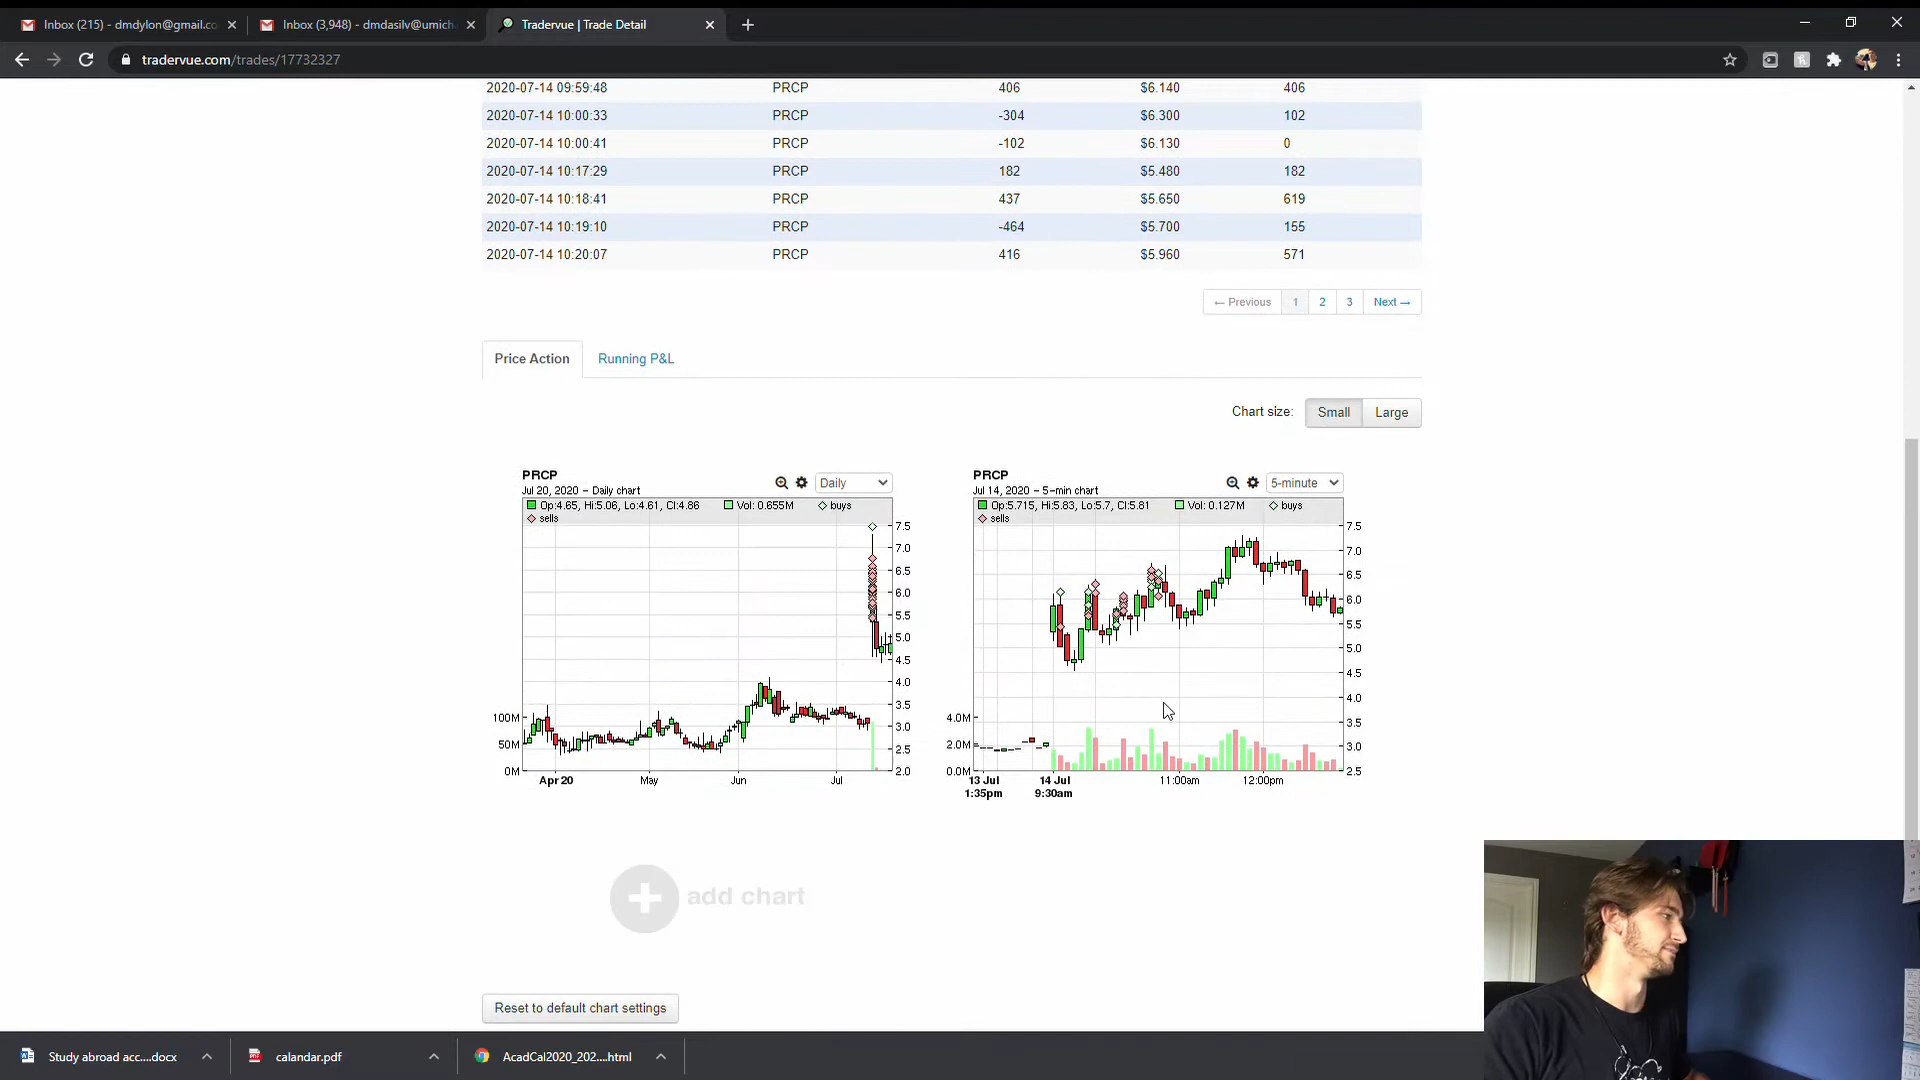 Inbox (215) - dmdylon@gmail.co
Inbox (3,948) - dmdasilv@umich
Tradervue | Trade Detail
tradervue.com/trades/17732327
2020-07-14 09:59:48 PRCP 406 $6.140 406
2020-07-14 10:00:33 PRCP -304 $6.300 102
2020-07-14 10:00:41 PRCP -102 $6.130 0
2020-07-14 10:17:29 PRCP 182 $5.480 182
2020-07-14 10:18:41 PRCP 437 $5.650 619
2020-07-14 10:19:10 PRCP -464 $5.700 155
2020-07-14 10:20:07 PRCP 416 $5.960 571
← Previous 1 2 3 Next →
Price Action Running P&L
Chart size: Small Large
PRCP
Jul 20, 2020 - Daily chart
Daily
Op:4.65, Hi:5.06, Lo:4.61, Cl:4.86 Vol: 0.655M buys
sells
7.5
7.0
6.5
6.0
5.5
5.0
4.5
4.0
3.5
3.0
2.5
2.0
100M
50M
0M
Apr 20 May Jun Jul
PRCP
Jul 14, 2020 - 5-min chart
5-minute
Op:5.715, Hi:5.83, Lo:5.7, Cl:5.81 Vol: 0.127M buys
sells
7.5
7.0
6.5
6.0
5.5
5.0
4.5
4.0
3.5
3.0
2.5
4.0M
2.0M
0.0M
13 Jul 14 Jul 11:00am 12:00pm
1:35pm 9:30am
add chart
Reset to default chart settings
Study abroad acc....docx
calandar.pdf
AcadCal2020_202....html